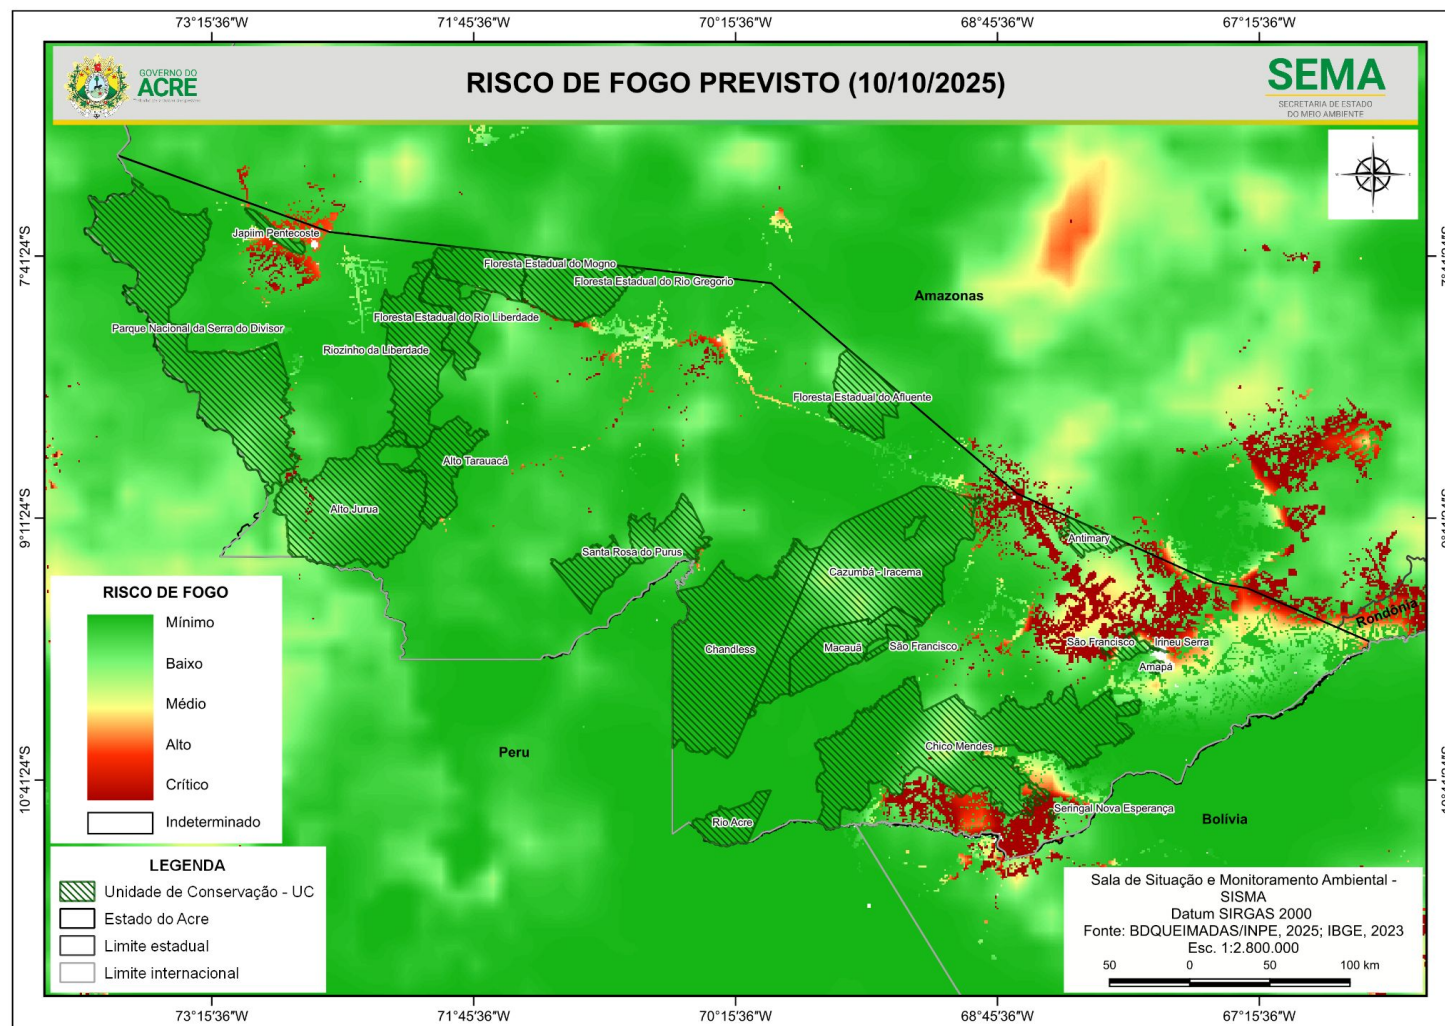 73°15'36"W 71°45'36"W 70°15'36"W 68°45'36"W 67°15'36"W
GOVERNO DO
ACRE
RISCO DE FOGO PREVISTO (10/10/2025)
SEMA
SECRETARIA DE ESTADO
DO MEIO AMBIENTE
7°41'24"S
Japiim Pentecoste
Floresta Estadual do Mogno
Floresta Estadual do Rio Gregorio
Amazonas
Parque Nacional da Serra do Divisor
Floresta Estadual do Rio Liberdade
Riozinho da Liberdade
Floresta Estadual do Afluente
Alto Tarauacá
Alto Jurua
9°11'24"S
Antimary
Santa Rosa do Purus
Cazumbá - Iracema
Rondônia
Chandless
Macauã
São Francisco
São Francisco
Irineu Serra
Amapá
Chico Mendes
Peru
10°41'24"S
Seringal Nova Esperança
Rio Acre
Bolívia
RISCO DE FOGO
Mínimo
Baixo
Médio
Alto
Crítico
Indeterminado
LEGENDA
Unidade de Conservação - UC
Estado do Acre
Limite estadual
Limite internacional
Sala de Situação e Monitoramento Ambiental -
SISMA
Datum SIRGAS 2000
Fonte: BDQUEIMADAS/INPE, 2025; IBGE, 2023
Esc. 1:2.800.000
50 0 50 100 km
73°15'36"W 71°45'36"W 70°15'36"W 68°45'36"W 67°15'36"W